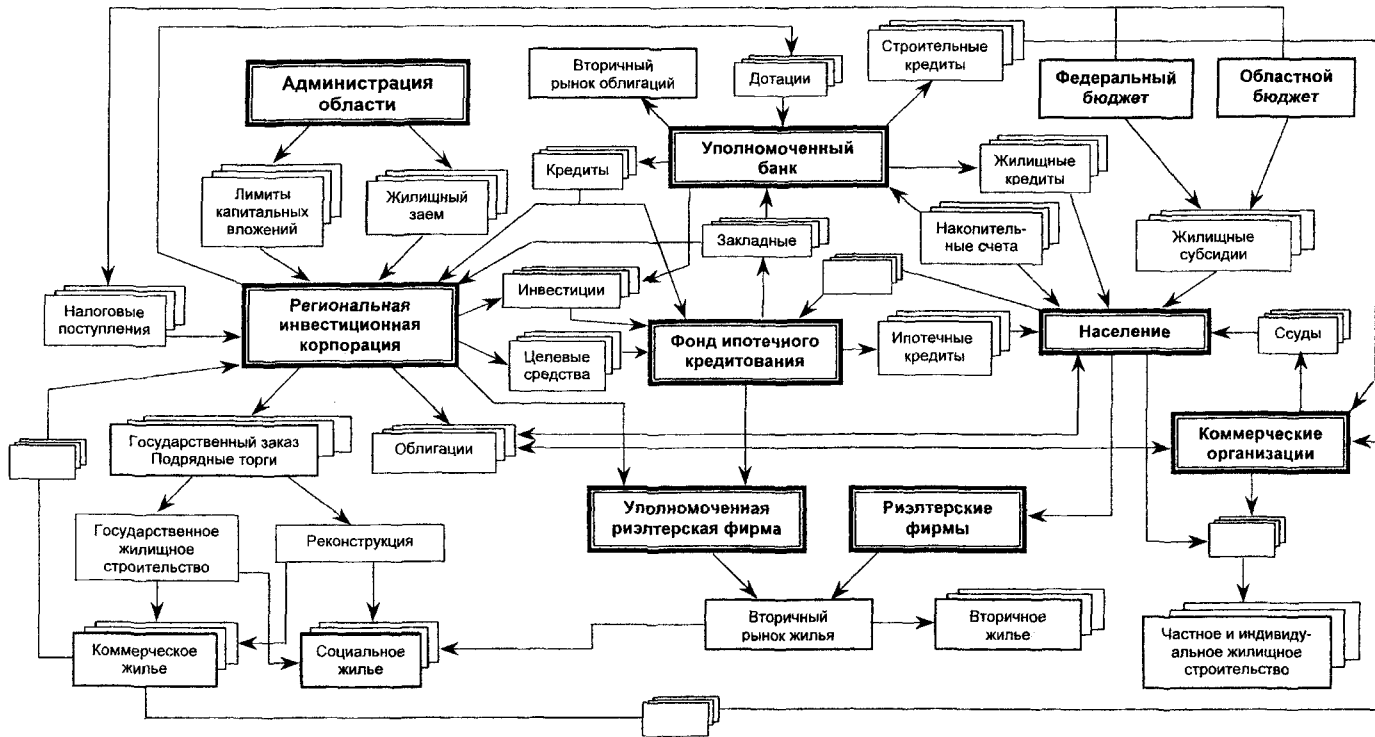 Строительные
кредиты
Вторичный
рынок облигаций
Дотации
Администрация
области
Федеральный
бюджет
Областной
бюджет
Уполномоченный
банк
Кредиты
Жилищные
кредиты
Лимиты
капитальных
вложений
Жилищный
заем
Закладные
Накопитель-
ные счета
Жилищные
субсидии
Налоговые
поступления
Региональная
инвестиционная
корпорация
Инвестиции
Целевые
средства
Фонд ипотечного
кредитования
Ипотечные
кредиты
Население
Ссуды
Государственный заказ
Подрядные торги
Облигации
Коммерческие
организации
Государственное
жилищное
строительство
Реконструкция
Уполномоченная
риэлтерская фирма
Риэлтерские
фирмы
Коммерческое
жилье
Социальное
жилье
Вторичный
рынок жилья
Вторичное
жилье
Частное и индивиду-
альное жилищное
строительство